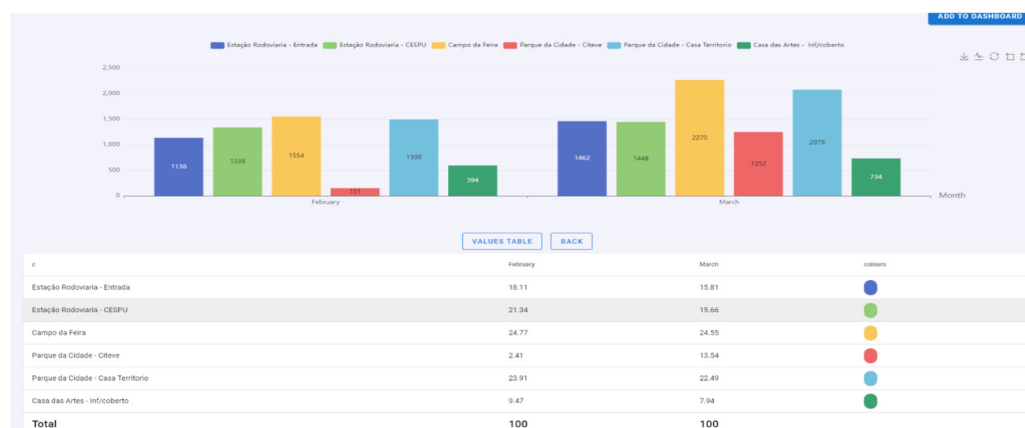 ADD TO DASHBOARD
Estação Rodoviaria - Entrada Estação Rodoviaria - CESPU Campo da Feira Parque da Cidade - Citeve Parque da Cidade - Casa Territorio Casa das Artes - Inf/coberto
2,500
2,000
1,500
1,000
500
0
1136 1339 1554 151 1500 594 1462 1448 2270 1252 2079 734
February March Month
VALUES TABLE BACK
c February March colours
Estação Rodoviaria - Entrada 18.11 15.81
Estação Rodoviaria - CESPU 21.34 15.66
Campo da Feira 24.77 24.55
Parque da Cidade - Citeve 2.41 13.54
Parque da Cidade - Casa Territorio 23.91 22.49
Casa das Artes - Inf/coberto 9.47 7.94
Total 100 100